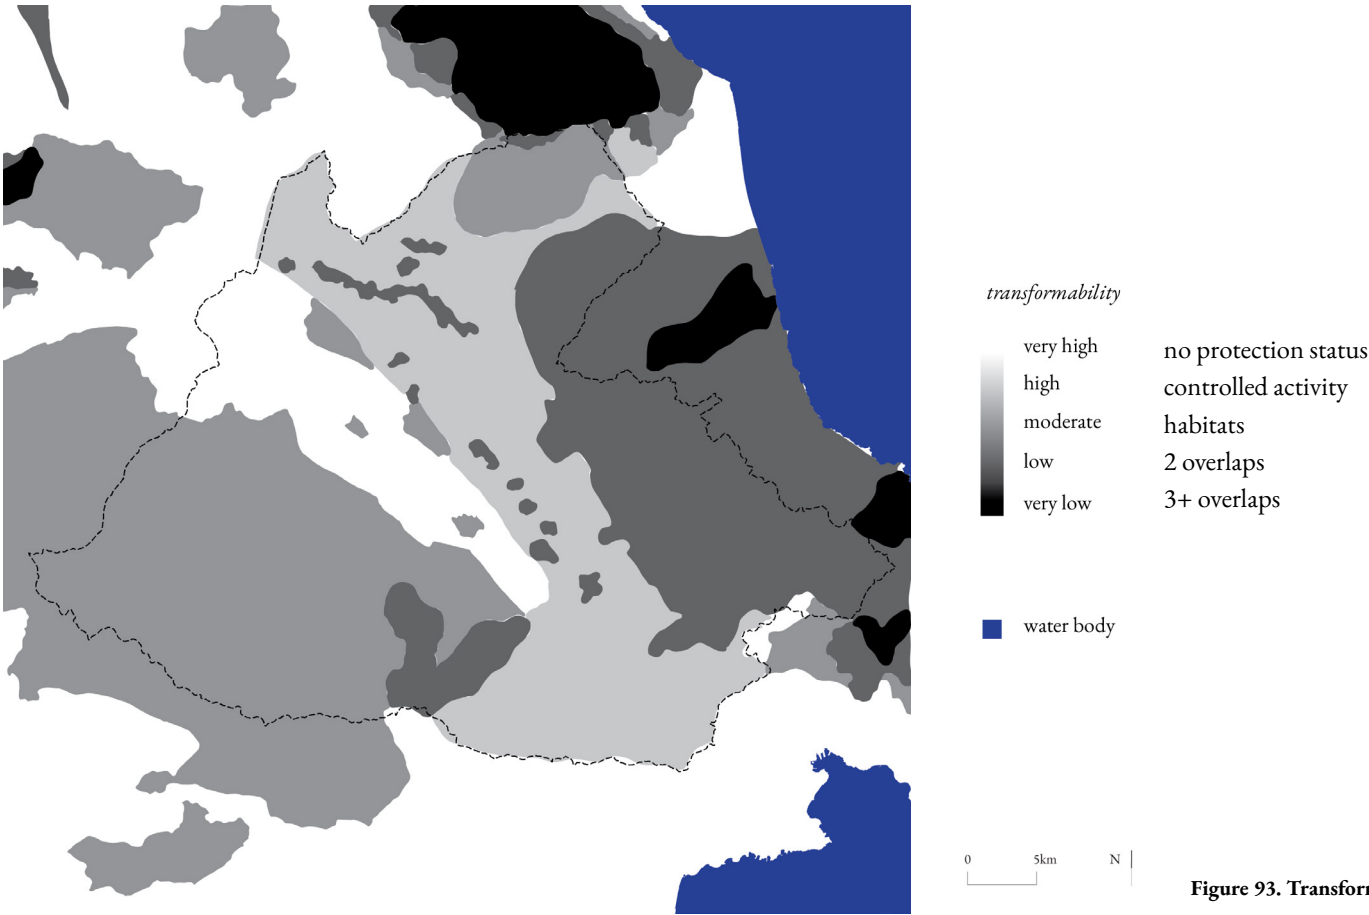 transformability
very high no protection status
high controlled activity
moderate habitats
low 2 overlaps
very low 3+ overlaps
water body
0 5km N
Figure 93. Transfor